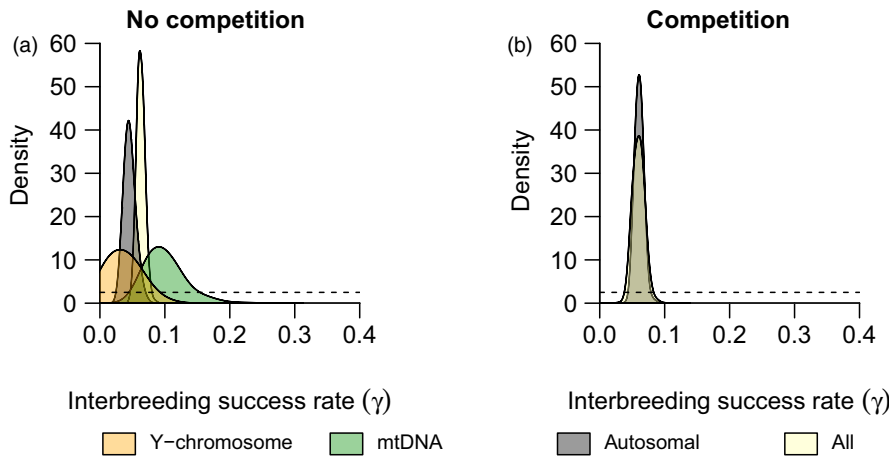 No competition
(a)
Density
60
50
40
30
20
10
0
0.0 0.1 0.2 0.3 0.4
Interbreeding success rate (γ)
Competition
(b)
Density
60
50
40
30
20
10
0
0.0 0.1 0.2 0.3 0.4
Interbreeding success rate (γ)
Y−chromosome mtDNA Autosomal All